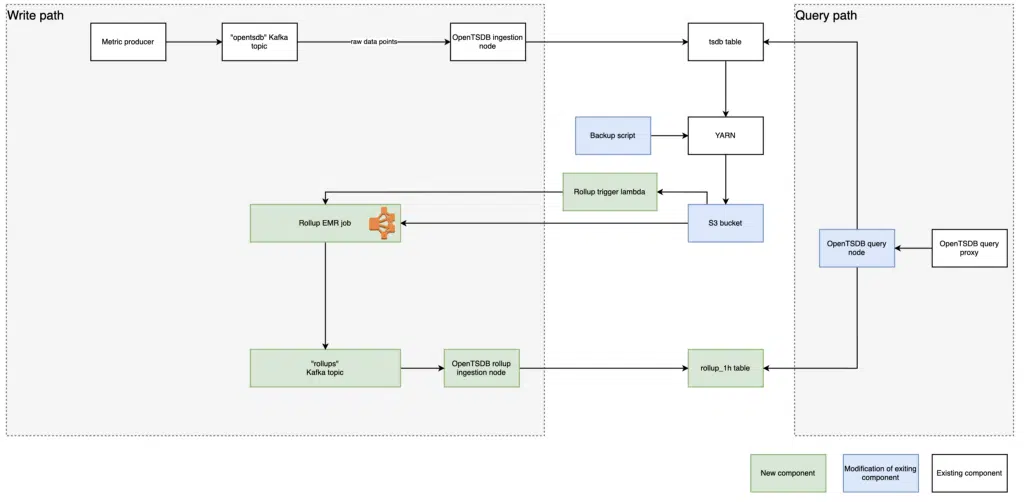 Write path
Query path
Metric producer
"opentsdb" Kafka
topic
raw data points
OpenTSDB ingestion
node
tsdb table
Backup script
YARN
Rollup trigger lambda
Rollup EMR job
S3 bucket
OpenTSDB query
node
OpenTSDB query
proxy
"rollups"
Kafka topic
OpenTSDB rollup
ingestion node
rollup_1h table
New component
Modification of exiting
component
Existing component